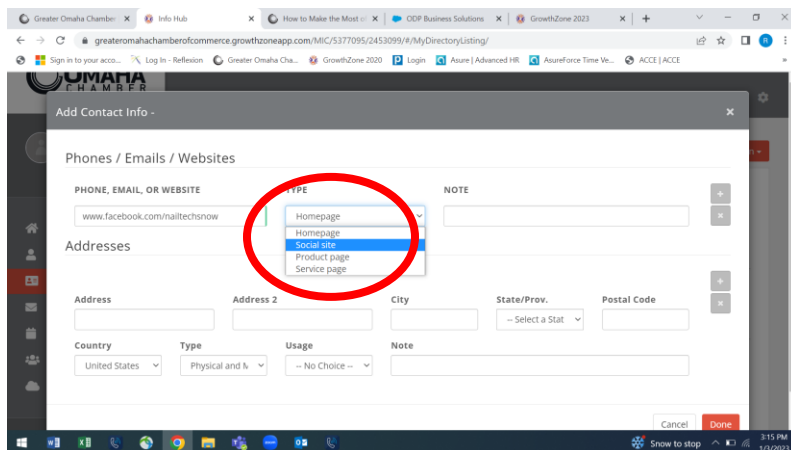 Greater Omaha Chamber
Info Hub
How to Make the Most of
ODP Business Solutions
GrowthZone 2023
greateromahachamberofcommerce.growthzoneapp.com/MIC/5377095/2453099/#/MyDirectoryListing/
R
Sign in to your acco...
Log In - Reflexion
Greater Omaha Cha...
GrowthZone 2020
Login
Asure | Advanced HR
AsureForce Time Ve...
ACCE | ACCE
»
OMAHA
CHAMBER
Add Contact Info -
Phones / Emails / Websites
PHONE, EMAIL, OR WEBSITE
TYPE
NOTE
www.facebook.com/nailtechsnow
Homepage
Homepage
Social site
Product page
Service page
Addresses
Address
Address 2
City
State/Prov.
Postal Code
-- Select a Stat
Country
Type
Usage
Note
United States
Physical and M
-- No Choice --
Cancel
Done
Snow to stop
3:15 PM
1/3/2023